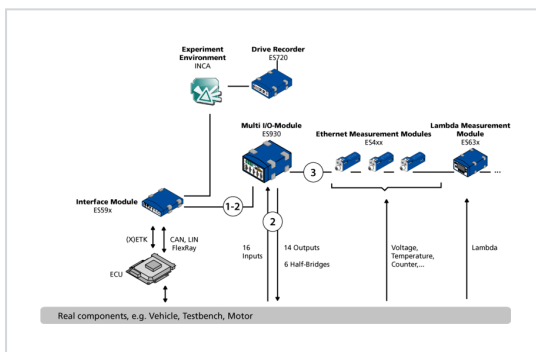 Experiment
Environment
INCA
Drive Recorder
ES720
Multi I/O-Module
ES930
Ethernet Measurement Modules
ES4xx
Lambda Measurement
Module
ES63x
3
...
Interface Module
ES59x
1-2
2
(X)ETK
CAN, LIN
FlexRay
16
Inputs
14 Outputs
6 Half-Bridges
Voltage,
Temperature,
Counter,...
Lambda
ECU
Real components, e.g. Vehicle, Testbench, Motor